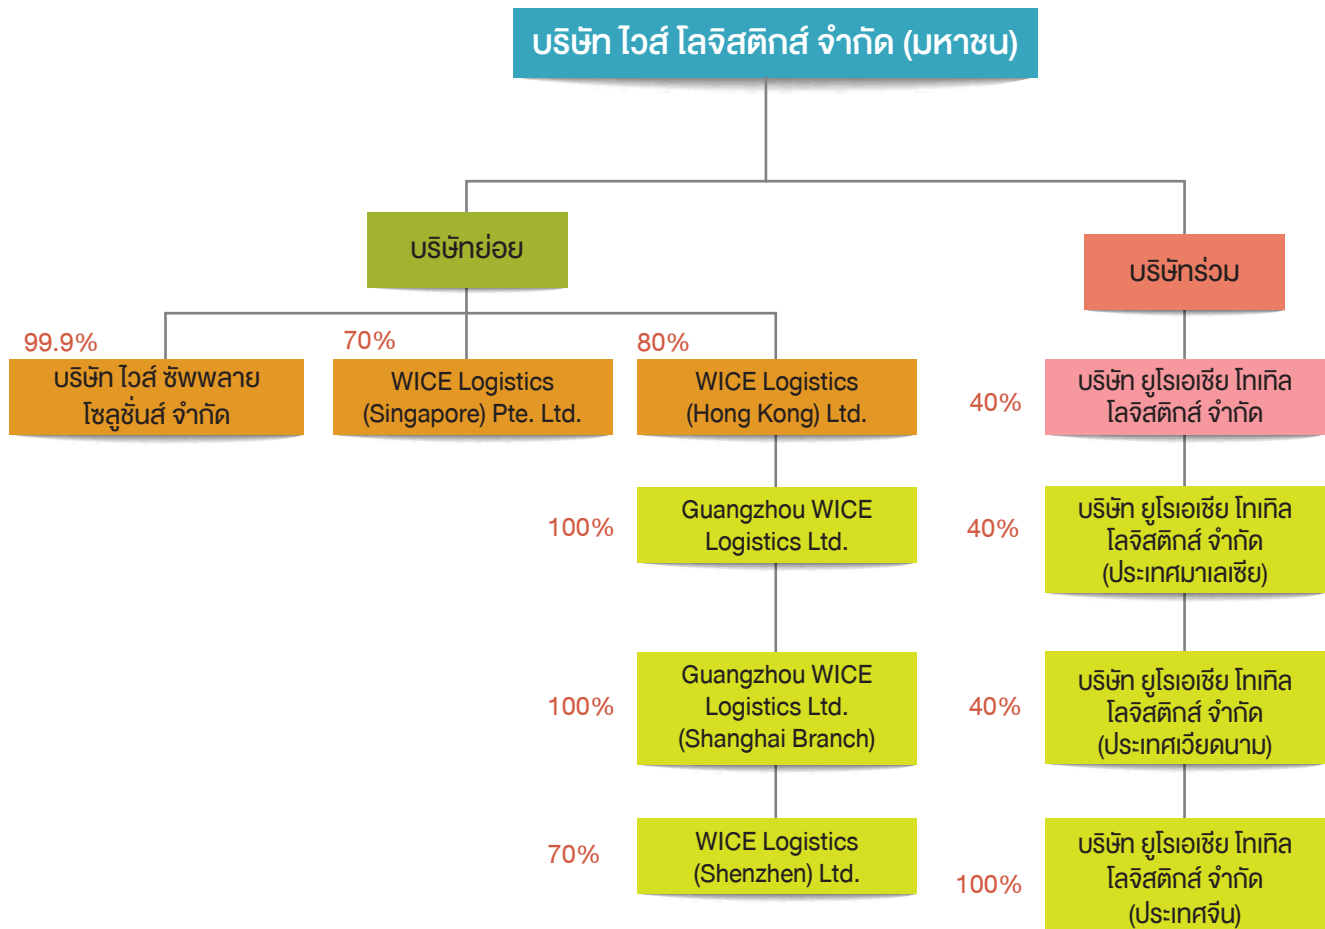 บริษัท ไวส์ โลจิสติกส์ จำกัด (มหาชน)
บริษัทย่อย
บริษัทร่วม
99.9%
บริษัท ไวส์ ซัพพลาย
โซลูชั่นส์ จำกัด
70%
WICE Logistics
(Singapore) Pte. Ltd.
80%
WICE Logistics
(Hong Kong) Ltd.
40%
บริษัท ยูโรเอเชีย โทเทิล
โลจิสติกส์ จำกัด
100%
Guangzhou WICE
Logistics Ltd.
40%
บริษัท ยูโรเอเชีย โทเทิล
โลจิสติกส์ จำกัด
(ประเทศมาเลเซีย)
100%
Guangzhou WICE
Logistics Ltd.
(Shanghai Branch)
40%
บริษัท ยูโรเอเชีย โทเทิล
โลจิสติกส์ จำกัด
(ประเทศเวียดนาม)
70%
WICE Logistics
(Shenzhen) Ltd.
100%
บริษัท ยูโรเอเชีย โทเทิล
โลจิสติกส์ จำกัด
(ประเทศจีน)